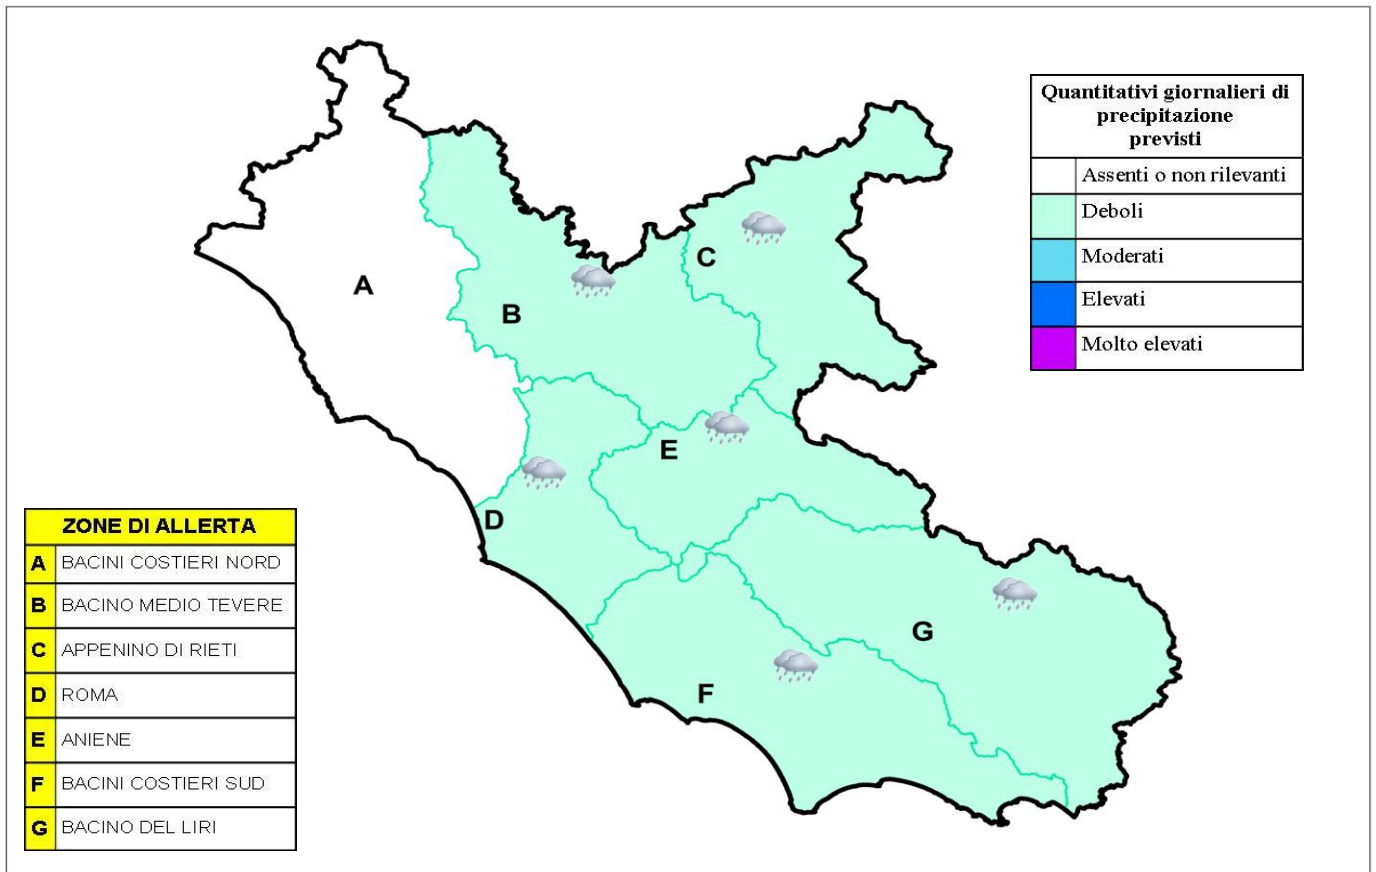 Quantitativi giornalieri di
precipitazione
previsti
Assenti o non rilevanti
Deboli
Moderati
Elevati
Molto elevati
A
B
C
D
E
F
G
ZONE DI ALLERTA
A BACINI COSTIERI NORD
B BACINO MEDIO TEVERE
C APPENINO DI RIETI
D ROMA
E ANIENE
F BACINI COSTIERI SUD
G BACINO DEL LIRI